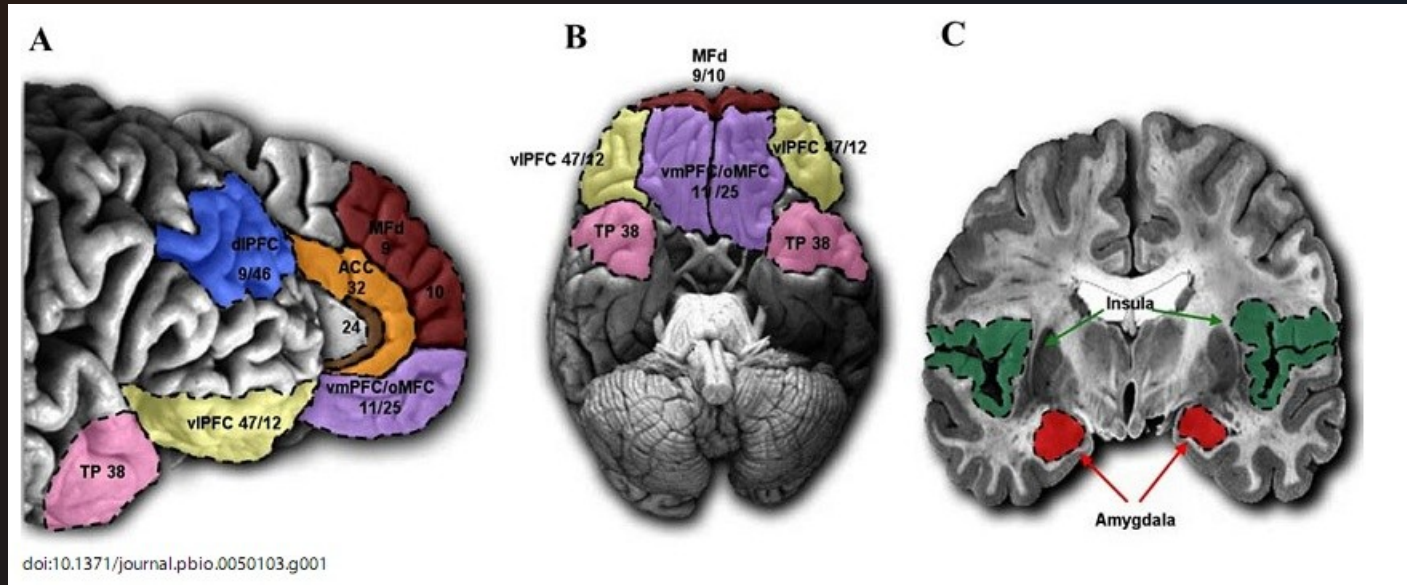 A
dlPFC
9/46
MFd
9
10
ACC
32
24
vmPFC/oMFC
11/25
vlPFC 47/12
TP 38
B
MFd
9/10
vlPFC 47/12
vlPFC 47/12
vmPFC/oMFC
11/25
TP 38
TP 38
C
Insula
Amygdala
doi:10.1371/journal.pbio.0050103.g001